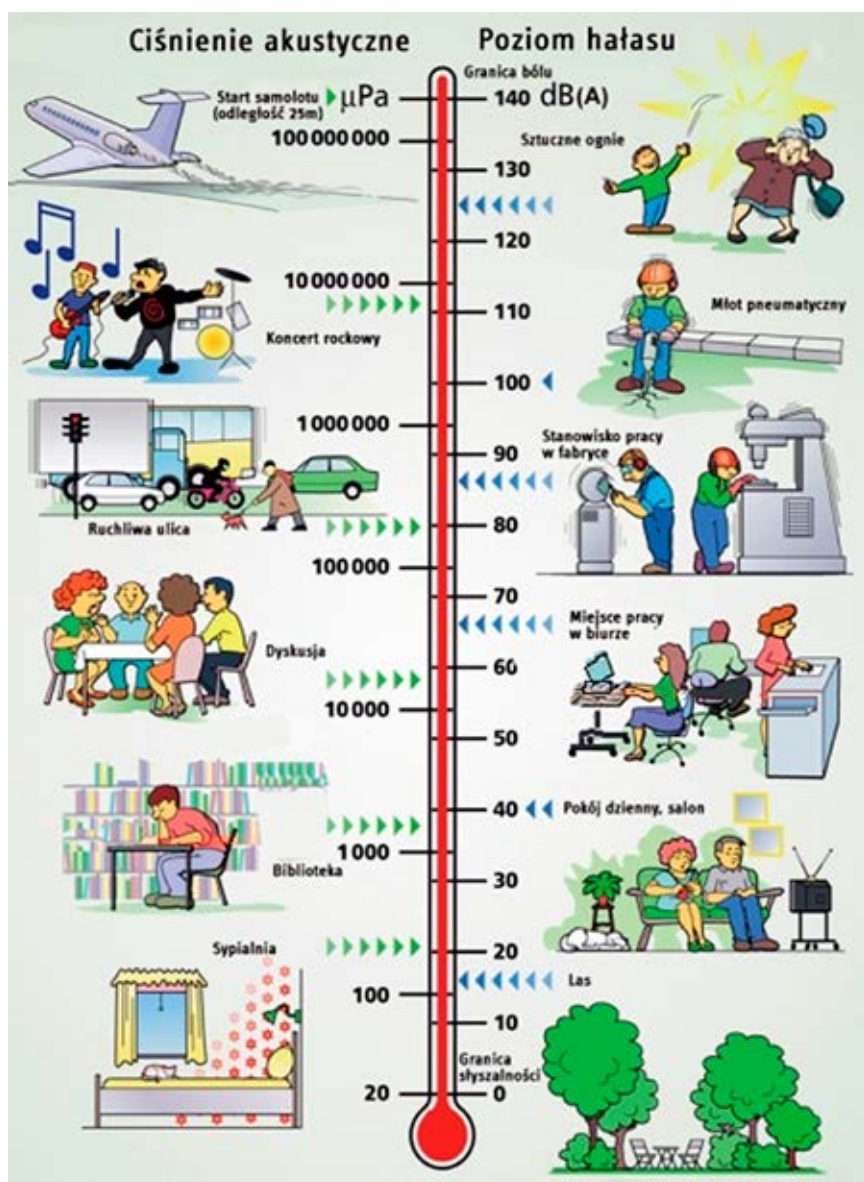 Ciśnienie akustyczne
Poziom hałasu
Granica bólu
Start samolotu
(odległość 25m)
μPa
140 dB(A)
100 000 000
Sztuczne ognie
130
120
10 000 000
110
Młot pneumatyczny
Koncert rockowy
100
1 000 000
90
Stanowisko pracy
w fabryce
Ruchliwa ulica
80
100 000
70
Miejsce pracy
w biurze
Dyskusja
60
10 000
50
40
Pokój dzienny, salon
1 000
Biblioteka
30
Sypialnia
20
Las
100
10
Granica
słyszalności
20
0